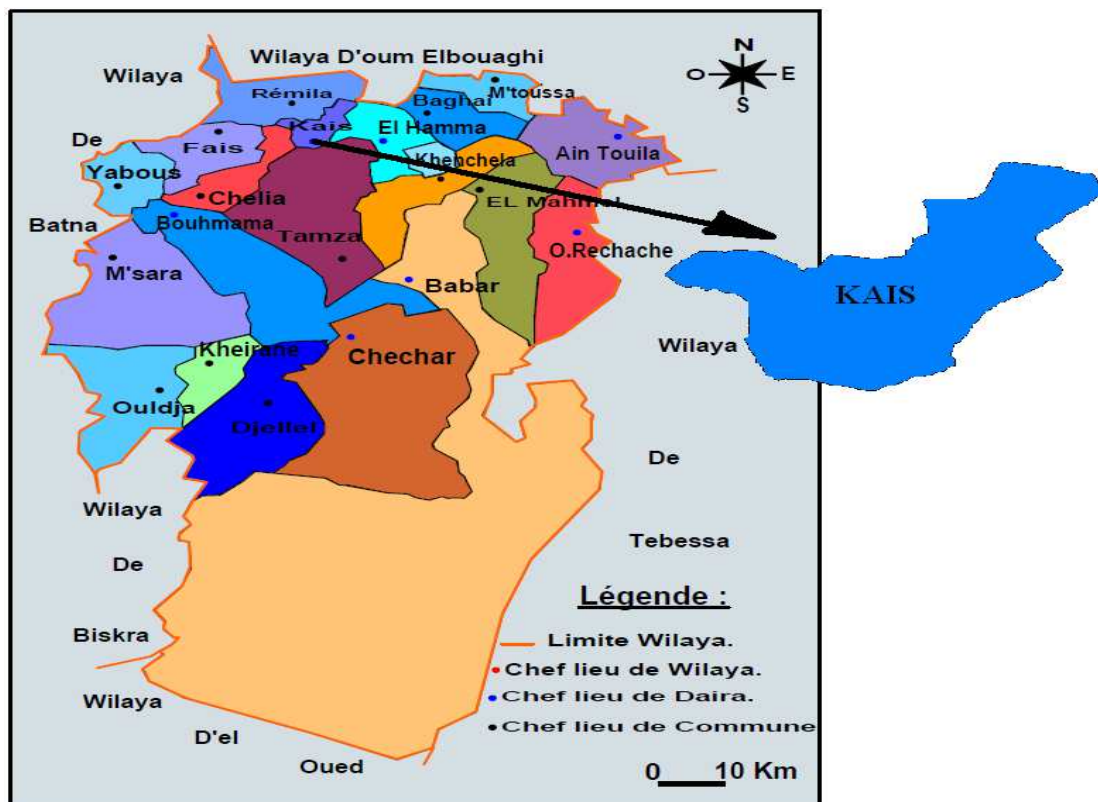 Wilaya D'oum Elbouaghi
Wilaya
N
O E
S
M'toussa
Rémila
Baghai
Kais
El Hamma
De
Fais
Ain Touila
Khenchela
Yabous
Chelia
EL Mahmel
Batna
Bouhmama
Tamza
O.Rechache
M'sara
Babar
KAIS
Wilaya
Kheirane
Chechar
Ouldja
Djellel
De
Wilaya
Tebessa
De
Légende :
Biskra
Limite Wilaya.
Chef lieu de Wilaya.
Wilaya
Chef lieu de Daira.
Chef lieu de Commune
D'el
Oued
0 10 Km